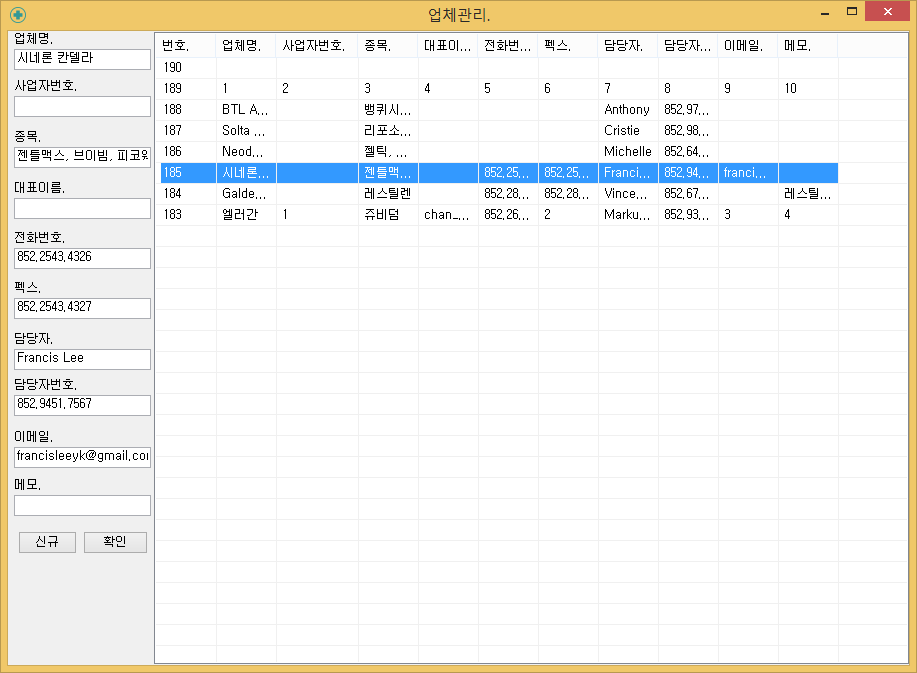 업체관리.
업체명.
시네론 칸델라
사업자번호.
종목.
젠틀맥스, 브이빔, 피코워
대표이름.
전화번호.
852.2543.4326
펙스.
852.2543.4327
담당자.
Francis Lee
담당자번호.
852.9451.7567
이메일.
francisleeyk@gmail.com
메모.
신규 확인
번호. 업체명. 사업자번호. 종목. 대표이... 전화번... 펙스. 담당자. 담당자... 이메일. 메모.
190
189 1 2 3 4 5 6 7 8 9 10
188 BTL A... 뱅퀴시... Anthony 852.97...
187 Solta ... 리포소... Cristie 852.98...
186 Neod... 젤틱, ... Michelle 852.64...
185 시네론... 젠틀맥... 852.25... 852.25... Franci... 852.94... franci...
184 Galde... 레스틸렌 852.28... 852.28... Vince... 852.67... 레스틸...
183 엘러간 1 쥬비덤 chan_... 852.26... 2 Marku... 852.93... 3 4